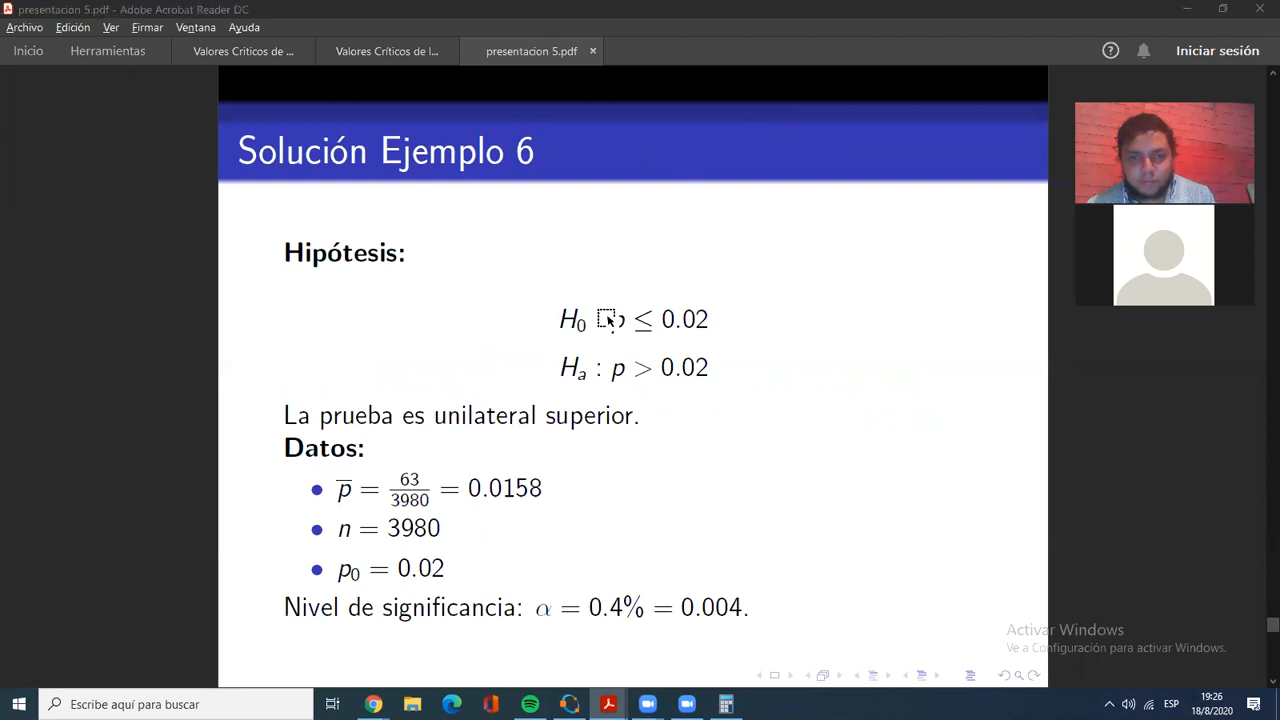 presentacion 5.pdf - Adobe Acrobat Reader DC
Archivo Edición Ver Firmar Ventana Ayuda
Inicio Herramientas Valores Criticos de ... Valores Críticos de l... presentacion 5.pdf × Iniciar sesión
Solución Ejemplo 6
Hipótesis:
H₀ p ≤ 0.02
Hₐ : p > 0.02
La prueba es unilateral superior.
Datos:
• p̅ = 63/3980 = 0.0158
• n = 3980
• p₀ = 0.02
Nivel de significancia: α = 0.4% = 0.004.
Activar Windows
Ve a Configuración para activar Windows.
Escribe aquí para buscar
ESP
19:26
18/8/2020